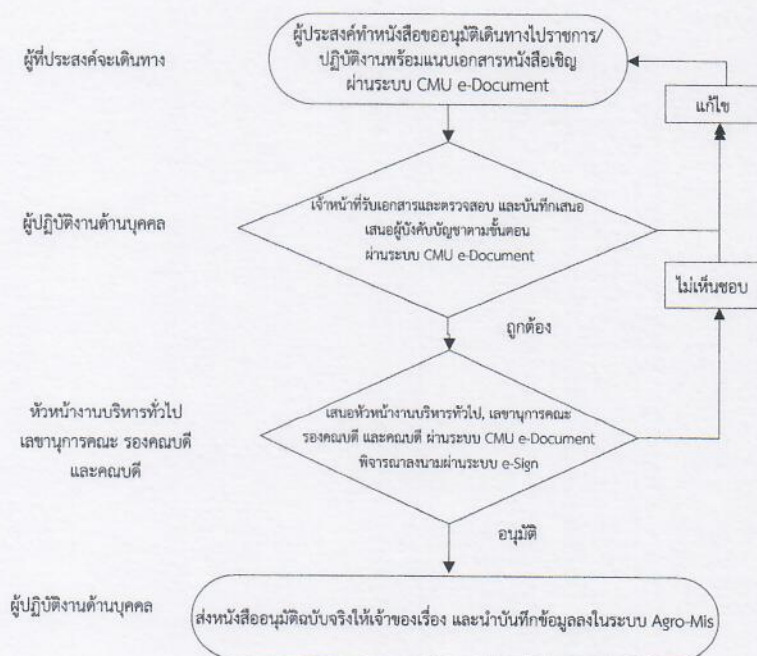 ผู้ที่ประสงค์จะเดินทาง
ผู้ประสงค์ทำหนังสือขออนุมัติเดินทางไปราชการ/
ปฏิบัติงานพร้อมแนบเอกสารหนังสือเชิญ
ผ่านระบบ CMU e-Document
แก้ไข
ผู้ปฏิบัติงานด้านบุคคล
เจ้าหน้าที่รับเอกสารและตรวจสอบ และบันทึกเสนอ
เสนอผู้บังคับบัญชาตามขั้นตอน
ผ่านระบบ CMU e-Document
ไม่เห็นชอบ
ถูกต้อง
หัวหน้างานบริหารทั่วไป
เลขานุการคณะ รองคณบดี
และคณบดี
เสนอหัวหน้างานบริหารทั่วไป, เลขานุการคณะ
รองคณบดี และคณบดี ผ่านระบบ CMU e-Document
พิจารณาลงนามผ่านระบบ e-Sign
อนุมัติ
ผู้ปฏิบัติงานด้านบุคคล
ส่งหนังสืออนุมัติฉบับจริงให้เจ้าของเรื่อง และนำบันทึกข้อมูลลงในระบบ Agro-Mis